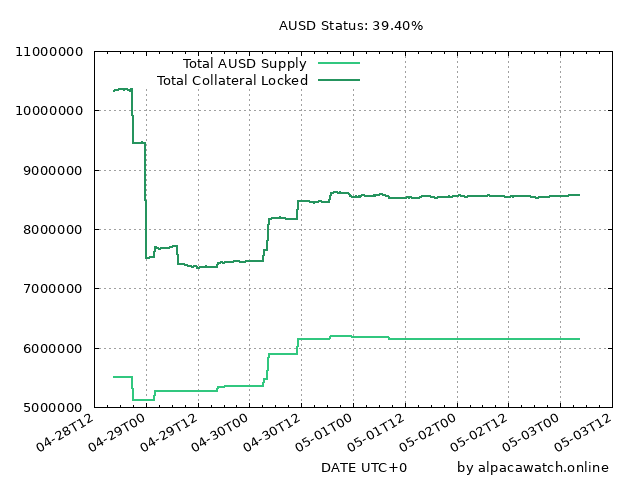 AUSD Status: 39.40%
11000000
Total AUSD Supply
Total Collateral Locked
10000000
9000000
8000000
7000000
6000000
5000000
04-28T12 04-29T00 04-29T12 04-30T00 04-30T12 05-01T00 05-01T12 05-02T00 05-02T12 05-03T00 05-03T12
DATE UTC+0 by alpacawatch.online